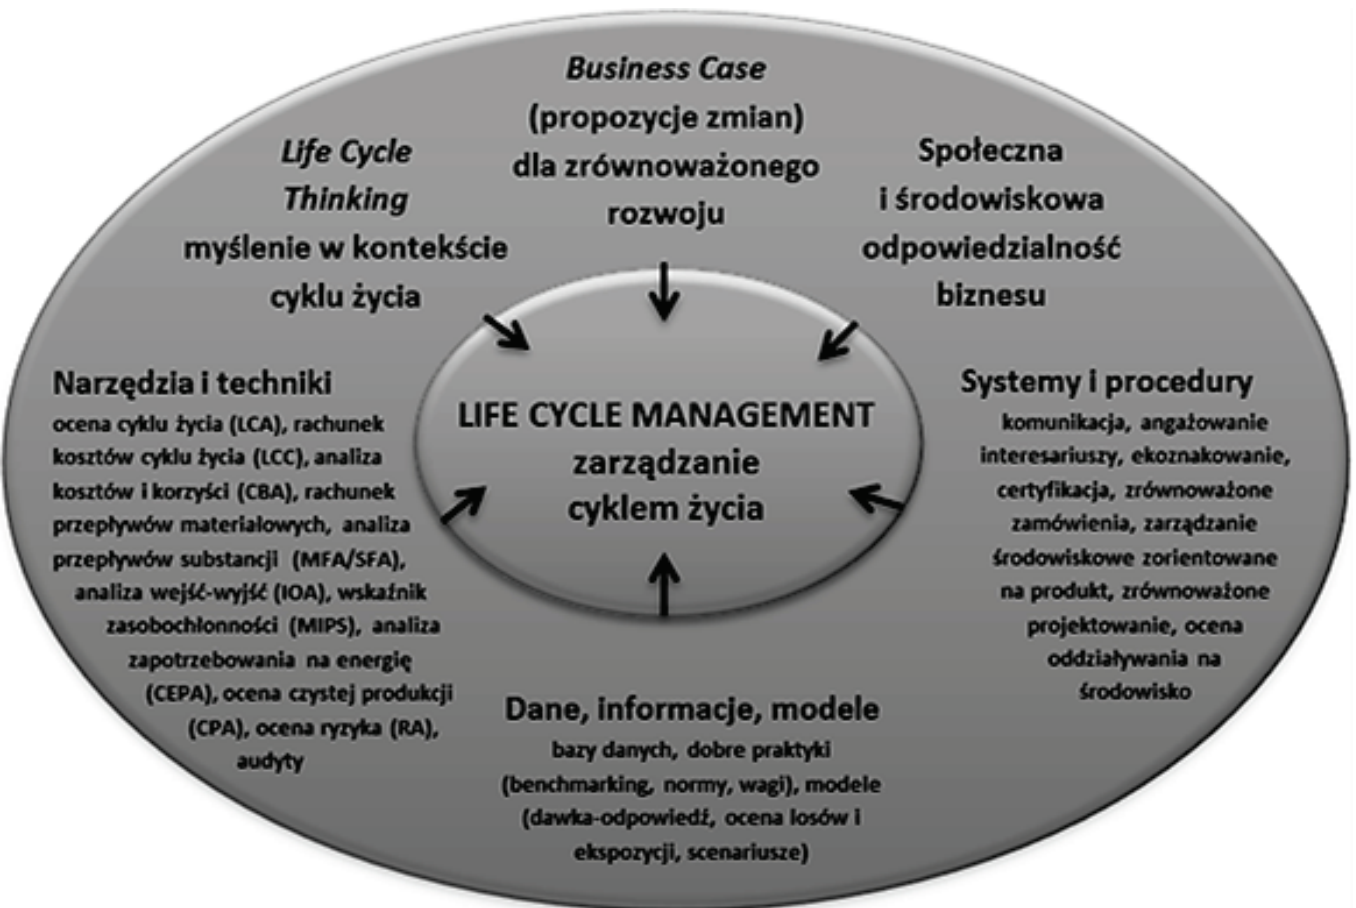 Business Case
(propozycje zmian)
dla zrównoważonego
rozwoju
Life Cycle
Thinking
myślenie w kontekście
cyklu życia
Społeczna
i środowiskowa
odpowiedzialność
biznesu
LIFE CYCLE MANAGEMENT
zarządzanie
cyklem życia
Narzędzia i techniki
ocena cyklu życia (LCA), rachunek
kosztów cyklu życia (LCC), analiza
kosztów i korzyści (CBA), rachunek
przepływów materiałowych, analiza
przepływów substancji (MFA/SFA),
analiza wejść-wyjść (IOA), wskaźnik
zasobochłonności (MIPS), analiza
zapotrzebowania na energię
(CEPA), ocena czystej produkcji
(CPA), ocena ryzyka (RA),
audyty
Systemy i procedury
komunikacja, angażowanie
interesariuszy, ekoznakowanie,
certyfikacja, zrównoważone
zamówienia, zarządzanie
środowiskowe zorientowane
na produkt, zrównoważone
projektowanie, ocena
oddziaływania na
środowisko
Dane, informacje, modele
bazy danych, dobre praktyki
(benchmarking, normy, wagi), modele
(dawka-odpowiedź, ocena losów i
ekspozycji, scenariusze)